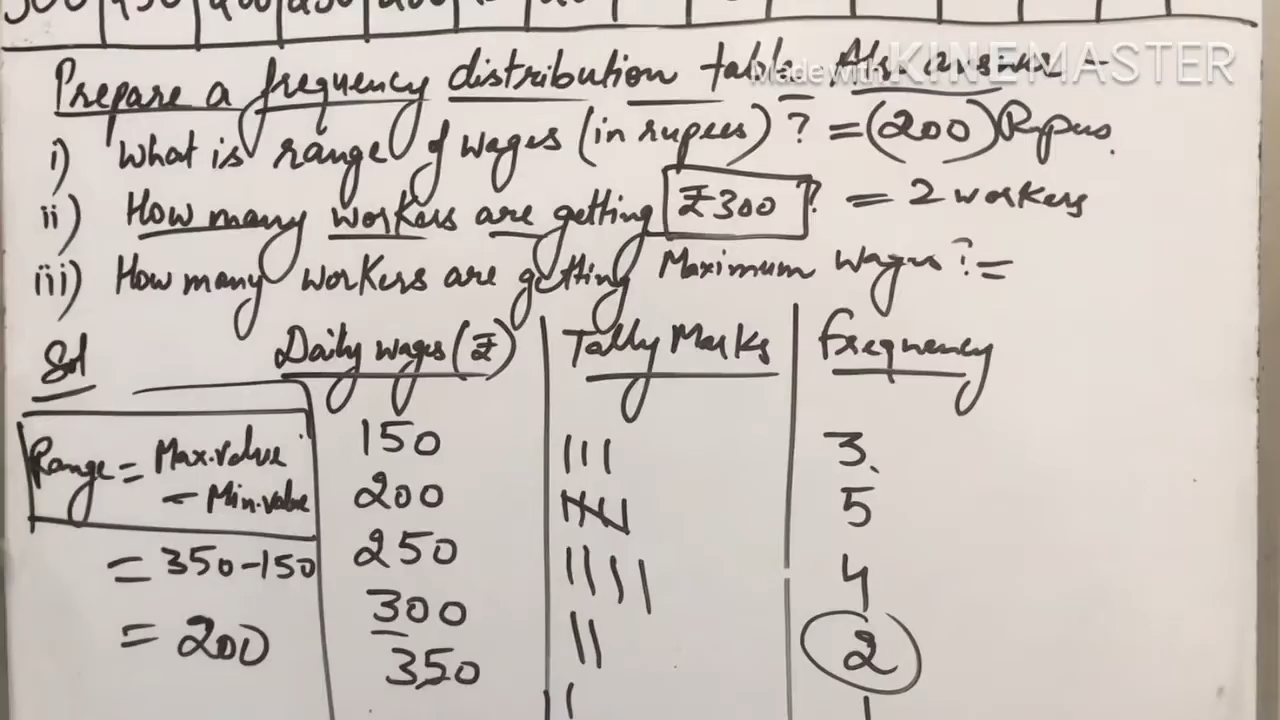 Prepare a frequency distribution table. Also answer -
Made with KINEMASTER
i) What is range of wages (in rupees)? = (200) Rupees.
ii) How many workers are getting ₹300? = 2 workers
iii) How many workers are getting Maximum wages? =
Sol
Daily wages (₹) Tally Marks Frequency
Range = Max.value - Min.value
= 350-150
= 200
150 ||| 3
200 5
250 |||| 4
300 || 2
350 | 1